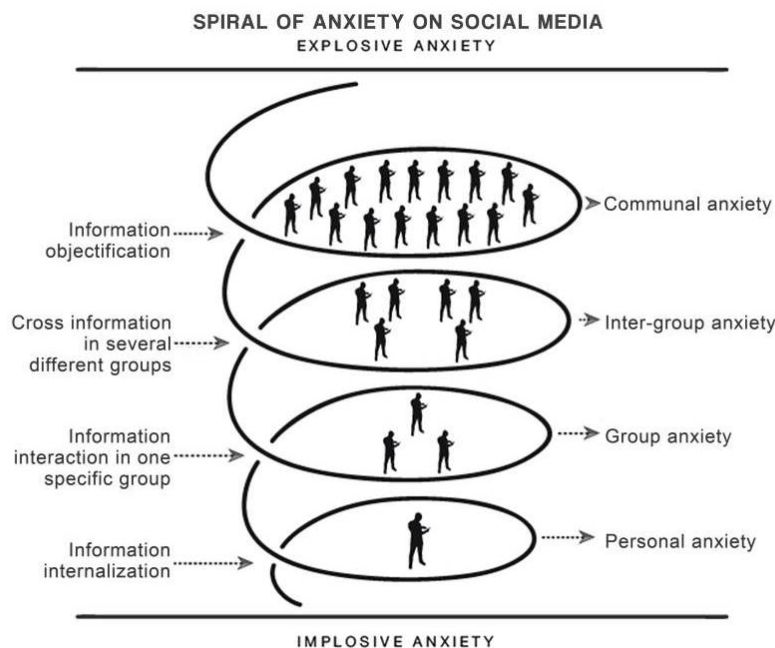 SPIRAL OF ANXIETY ON SOCIAL MEDIA
EXPLOSIVE ANXIETY
Information
objectification
Communal anxiety
Cross information
in several
different groups
Inter-group anxiety
Information
interaction in one
specific group
Group anxiety
Information
internalization
Personal anxiety
IMPLOSIVE ANXIETY